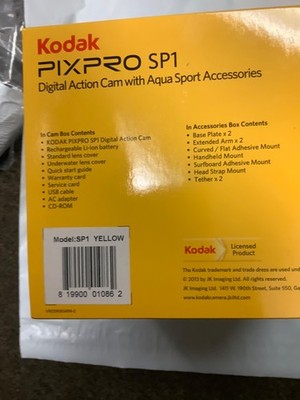 Kodak
PIXPRO SP1
Digital Action Cam with Aqua Sport Accessories
In Cam Box Contents
• KODAK PIXPRO SP1 Digital Action Cam
• Rechargeable Li-ion battery
• Standard lens cover
• Underwater lens cover
• Quick start guide
• Warranty card
• Service card
• USB cable
• AC adapter
• CD-ROM
In Accessories Box Contents
• Base Plate x 2
• Extended Arm x 2
• Curved / Flat Adhesive Mount
• Handheld Mount
• Surfboard Adhesive Mount
• Head Strap Mount
• Tether x 2
Model:SP1 YELLOW
8 19900 01086 2
Kodak
Licensed
Product
The Kodak trademark and trade dress are used un
© 2013 by JK Imaging Ltd. All rights reserved.
JK Imaging Ltd. 1411 W. 190th Street, Suite 550, Ga
www.kodakcamera.jkiltd.com